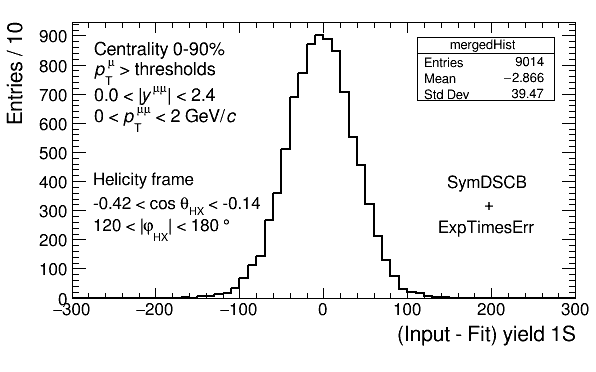 Entries / 10
900
800
700
600
500
400
300
200
100
0
Centrality 0-90%
p_T^μ > thresholds
0.0 < |y^μμ| < 2.4
0 < p_T^μμ < 2 GeV/c
Helicity frame
-0.42 < cos θ_HX < -0.14
120 < |φ_HX| < 180 °
mergedHist
Entries 9014
Mean −2.866
Std Dev 39.47
SymDSCB
+
ExpTimesErr
−300 −200 −100 0 100 200 300
(Input - Fit) yield 1S